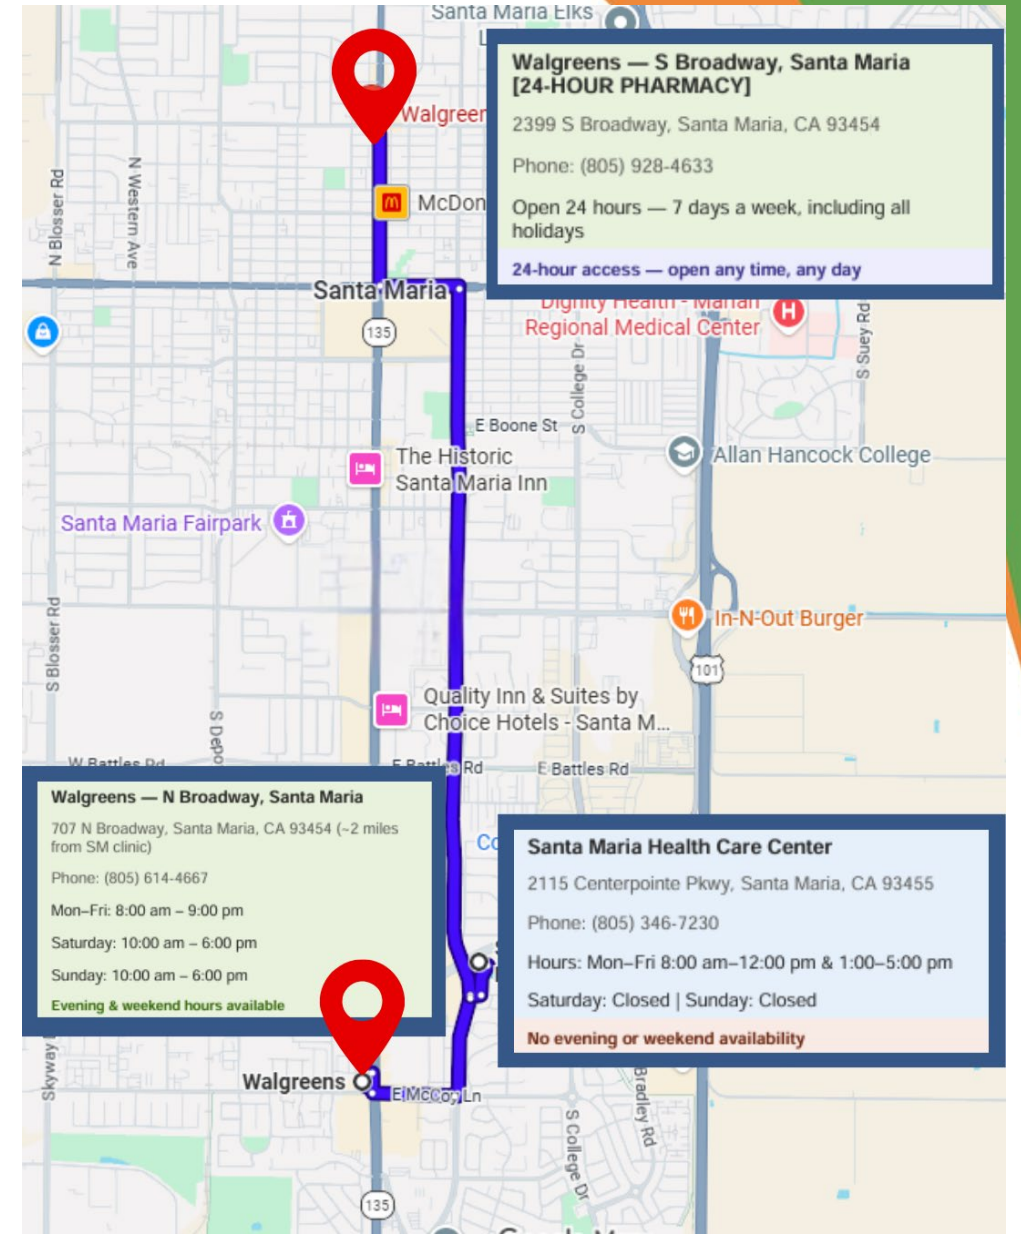 Santa Maria Elks
Walgreens — S Broadway, Santa Maria
[24-HOUR PHARMACY]
2399 S Broadway, Santa Maria, CA 93454
Phone: (805) 928-4633
Open 24 hours — 7 days a week, including all
holidays
24-hour access — open any time, any day
Walgreen
McDon
N Blosser Rd
N Western Ave
Santa Maria
135
Dignity Health - Marian
Regional Medical Center
H
S Suey Rd
S College Dr
E Boone St
The Historic
Santa Maria Inn
Allan Hancock College
Santa Maria Fairpark
In-N-Out Burger
S Blosser Rd
101
Quality Inn & Suites by
Choice Hotels - Santa M...
S Depo
W Battles Rd
E Battles Rd
E Battles Rd
Walgreens — N Broadway, Santa Maria
707 N Broadway, Santa Maria, CA 93454 (~2 miles
from SM clinic)
Phone: (805) 614-4667
Mon–Fri: 8:00 am – 9:00 pm
Saturday: 10:00 am – 6:00 pm
Sunday: 10:00 am – 6:00 pm
Evening & weekend hours available
Co
Santa Maria Health Care Center
2115 Centerpointe Pkwy, Santa Maria, CA 93455
Phone: (805) 346-7230
Hours: Mon–Fri 8:00 am–12:00 pm & 1:00–5:00 pm
Saturday: Closed | Sunday: Closed
No evening or weekend availability
Skyway
Walgreens
E McCoy Ln
Bradley Rd
S College Dr
135